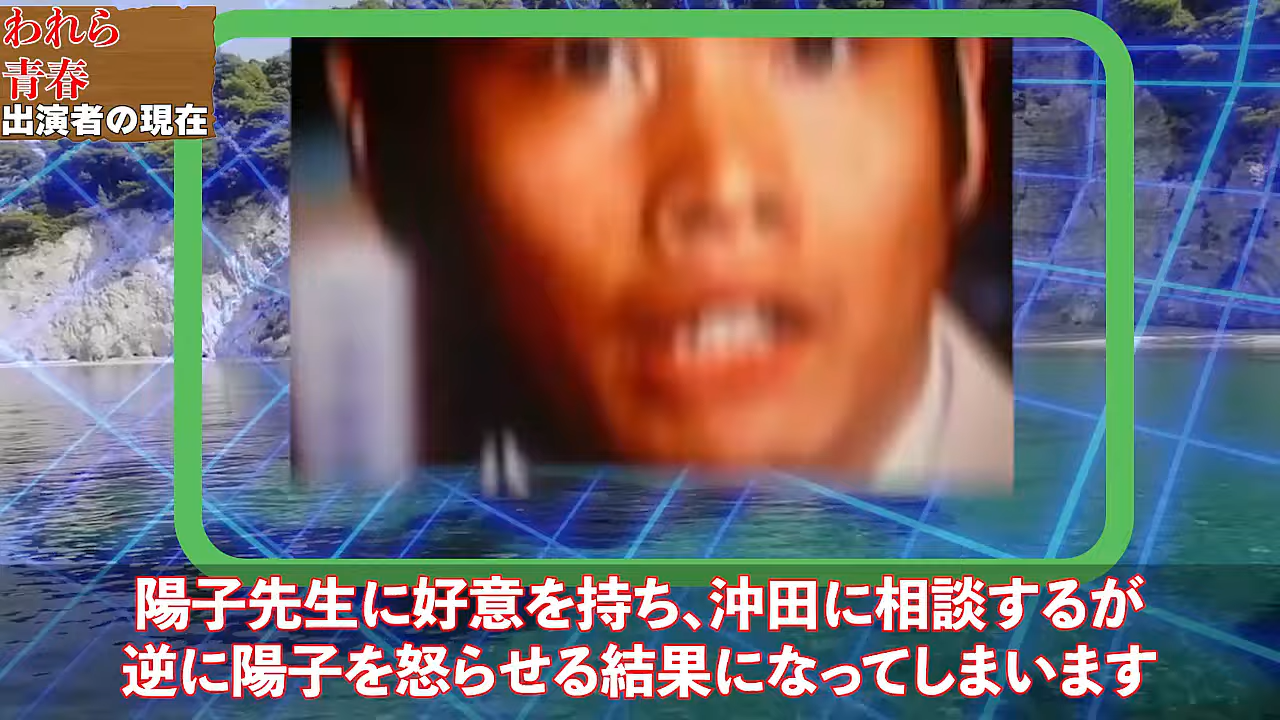 われら
青春
出演者の現在
陽子先生に好意を持ち、沖田に相談するが
逆に陽子を怒らせる結果になってしまいます